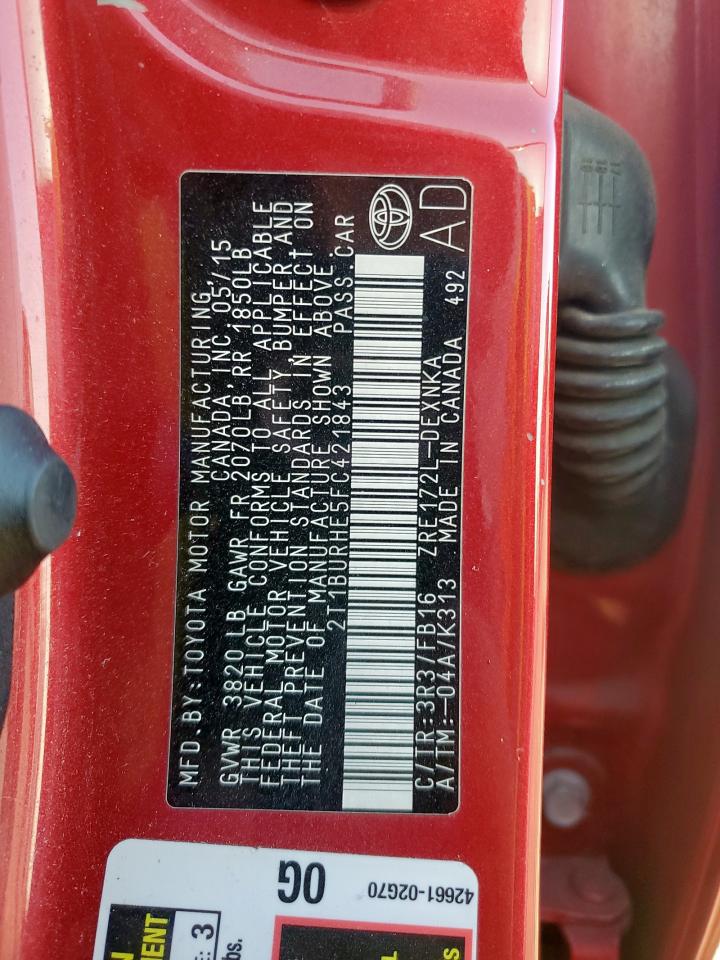 MFD.BY:TOYOTA MOTOR MANUFACTURING,
CANADA, INC 05/15
GVWR 3820 LB GAWR FR 2070LB,RR 1850LB
THIS VEHICLE CONFORMS TO ALL APPLICABLE
FEDERAL MOTOR VEHICLE SAFETY, BUMPER AND
THEFT PREVENTION STANDARDS IN EFFECT ON
THE DATE OF MANUFACTURE SHOWN ABOVE.
2T1BURHE5FC421843 PASS.CAR
C/TR:3R3/FB16 ZRE172L-DEXNKA
A/TM:-04A/K313 MADE IN CANADA 492
AD
OG
42661-02G70
3